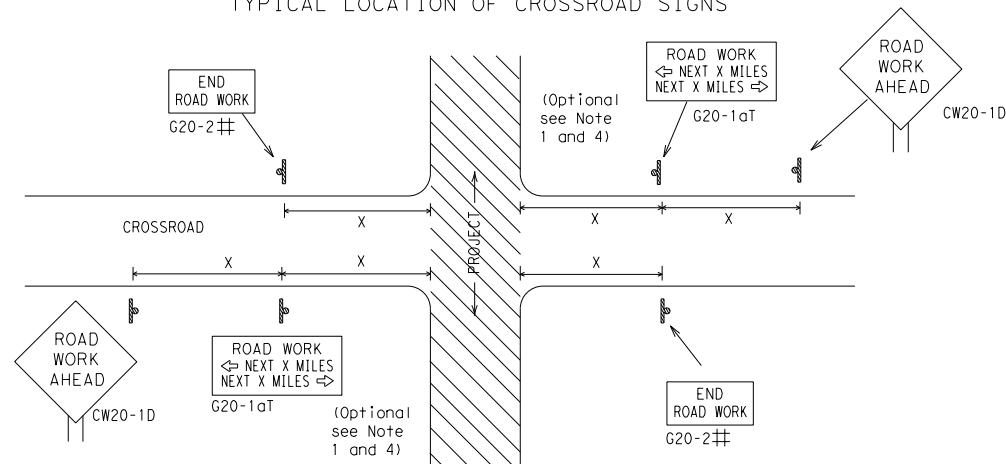 TYPICAL LOCATION OF CROSSROAD SIGNS
END
ROAD WORK
G20-2#
(Optional
see Note
1 and 4)
ROAD WORK
⇦ NEXT X MILES
NEXT X MILES ⇨
G20-1aT
ROAD
WORK
AHEAD
CW20-1D
X
X
X
CROSSROAD
PROJECT
X
X
X
ROAD
WORK
AHEAD
CW20-1D
ROAD WORK
⇦ NEXT X MILES
NEXT X MILES ⇨
G20-1aT
(Optional
see Note
1 and 4)
END
ROAD WORK
G20-2#